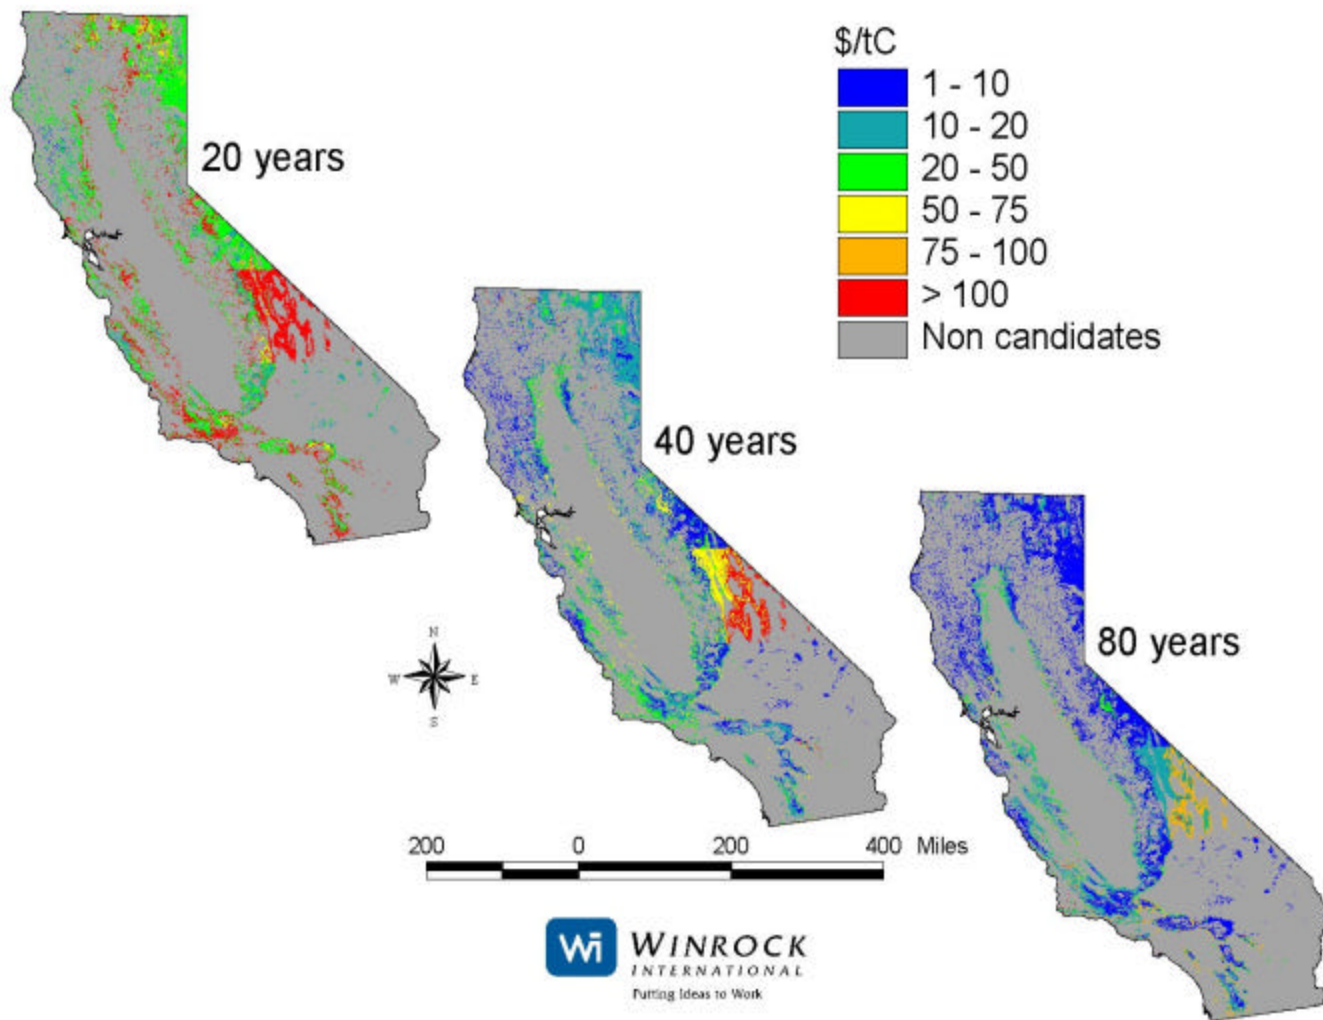 $/tC
1 - 10
10 - 20
20 - 50
50 - 75
75 - 100
> 100
Non candidates
20 years
40 years
80 years
N
W E
S
200 0 200 400 Miles
Wi WINROCK
INTERNATIONAL
Putting Ideas to Work